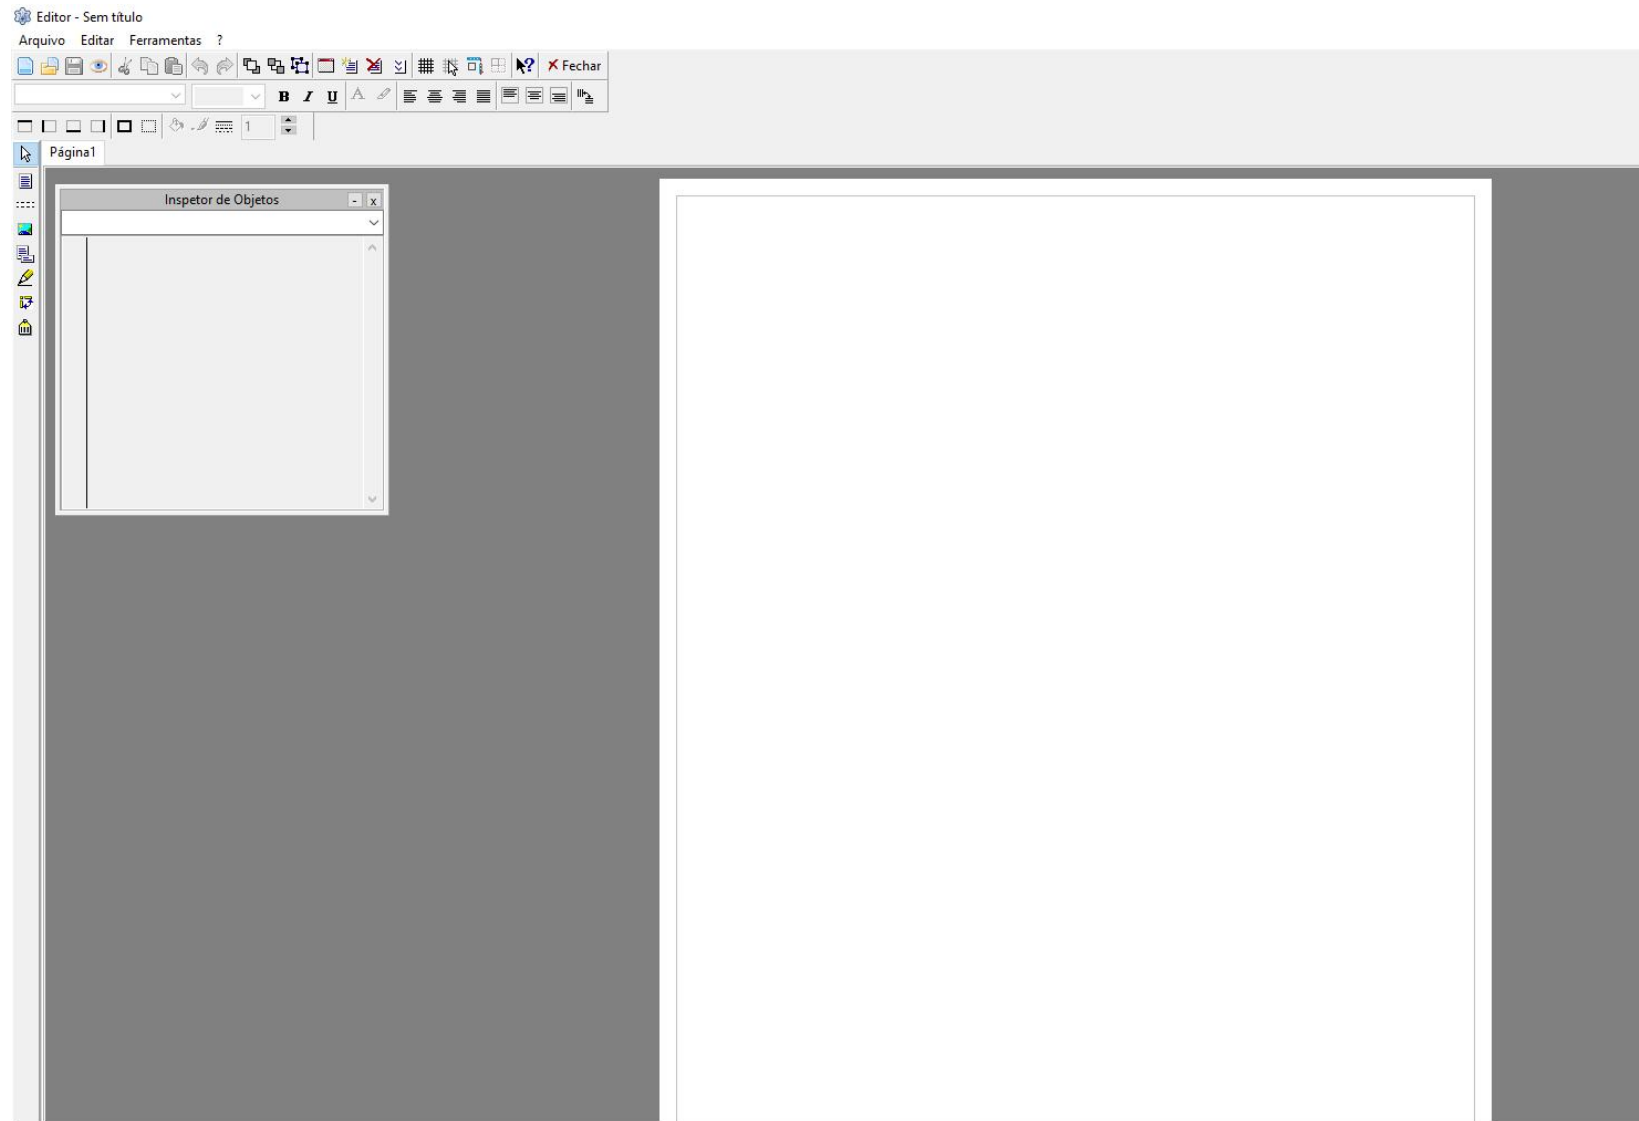 Editor - Sem título
Arquivo Editar Ferramentas ?
Fechar
B I U A
1
Página1
Inspetor de Objetos - x